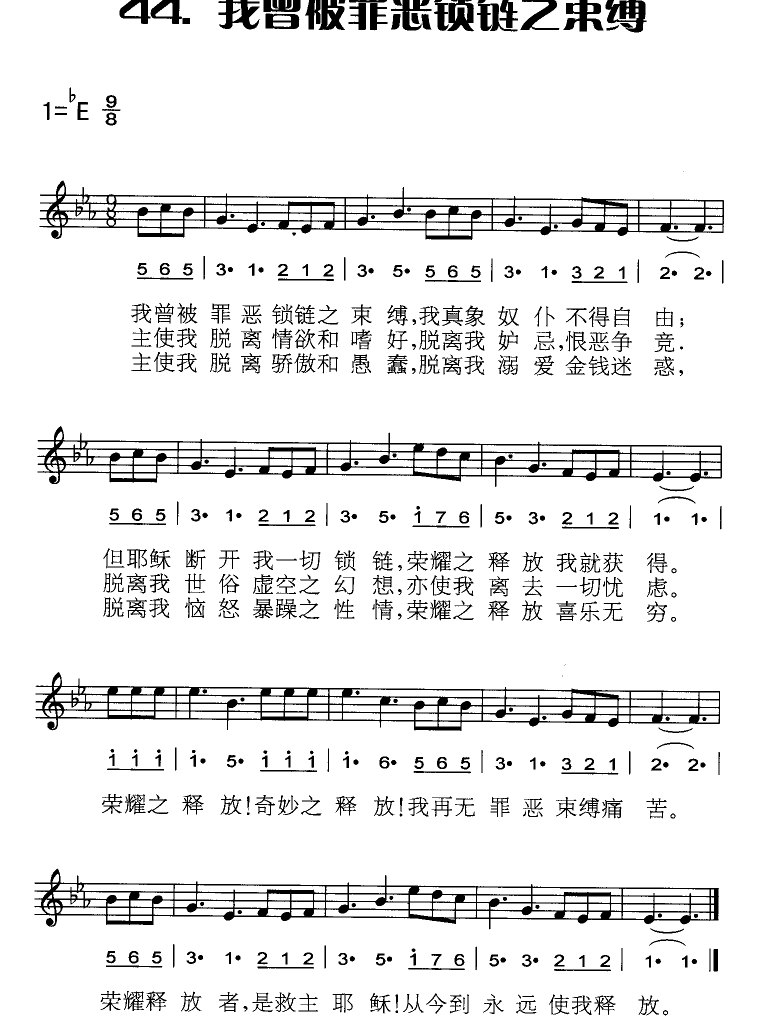 44. 我曾被罪恶锁链之束缚
1=♭E 9/8
5 6 5 | 3· 1· 2 1 2 | 3· 5· 5 6 5 | 3· 1· 3 2 1 | 2· 2· |
我曾被 罪 恶 锁链之 束 缚,我真象 奴 仆 不得自 由;
主使我 脱 离 情欲和 嗜 好,脱离我 妒 忌,恨恶争 竞.
主使我 脱 离 骄傲和 愚 蠢,脱离我 溺 爱 金钱迷 惑,
5 6 5 | 3· 1· 2 1 2 | 3· 5· i 7 6 | 5· 3· 2 1 2 | 1· 1· |
但耶稣 断 开 我一切 锁 链,荣耀之 释 放 我就获 得。
脱离我 世 俗 虚空之 幻 想,亦使我 离 去 一切忧 虑。
脱离我 恼 怒 暴躁之 性 情,荣耀之 释 放 喜乐无 穷。
i i i | i· 5· i i i | i· 6· 5 6 5 | 3· 1· 3 2 1 | 2· 2· |
荣耀之 释 放!奇妙之 释 放!我再无 罪 恶 束缚痛 苦。
5 6 5 | 3· 1· 2 1 2 | 3· 5· i 7 6 | 5· 3· 2 1 2 | 1· 1· |
荣耀释 放 者,是救主 耶 稣!从今到 永 远 使我释 放。